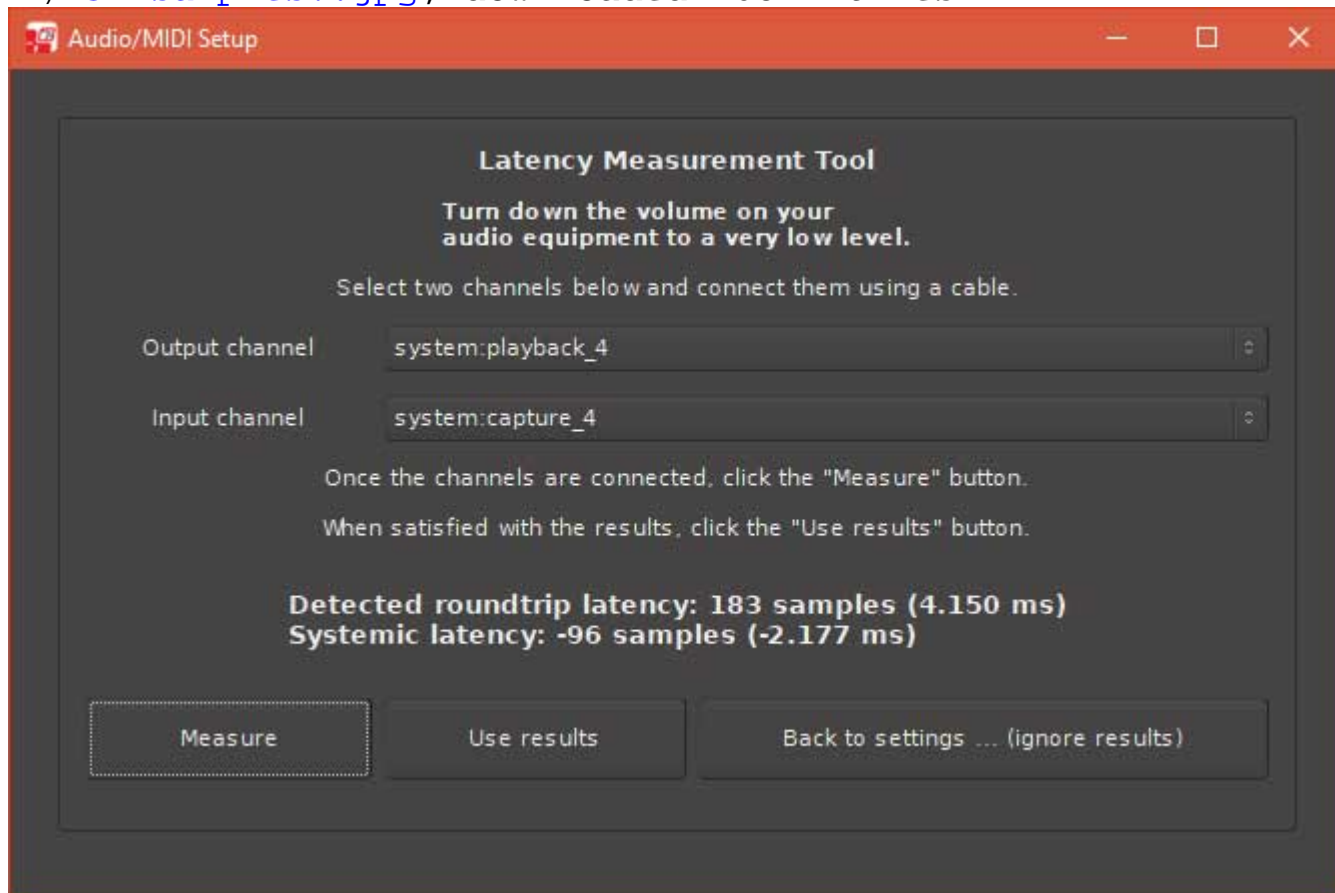 Audio/MIDI Setup
Latency Measurement Tool
Turn down the volume on your
audio equipment to a very low level.
Select two channels below and connect them using a cable.
Output channel system:playback_4
Input channel system:capture_4
Once the channels are connected, click the "Measure" button.
When satisfied with the results, click the "Use results" button.
Detected roundtrip latency: 183 samples (4.150 ms)
Systemic latency: -96 samples (-2.177 ms)
Measure Use results Back to settings ... (ignore results)